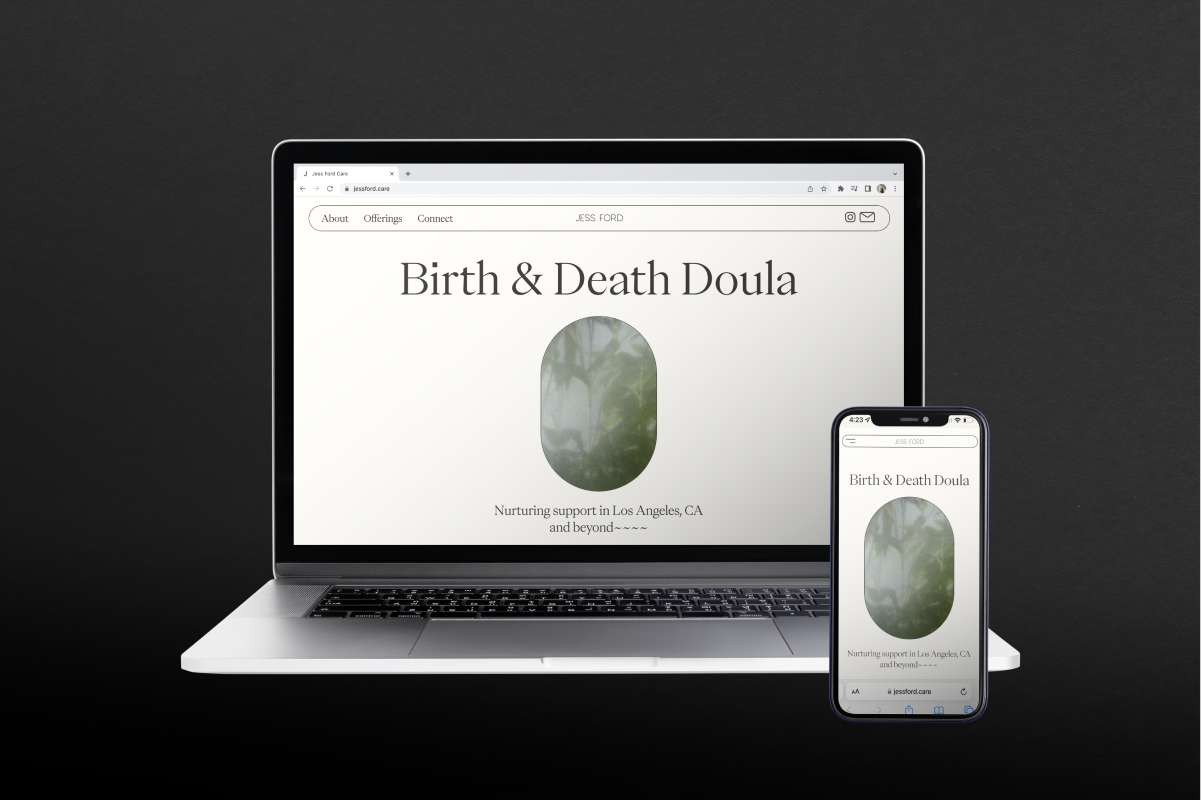 Jess Ford Care
jessford.care
About Offerings Connect JESS FORD
Birth & Death Doula
Nurturing support in Los Angeles, CA
and beyond~~~~
4:23
JESS FORD
Birth & Death Doula
Nurturing support in Los Angeles, CA
and beyond~~~~
AA jessford.care